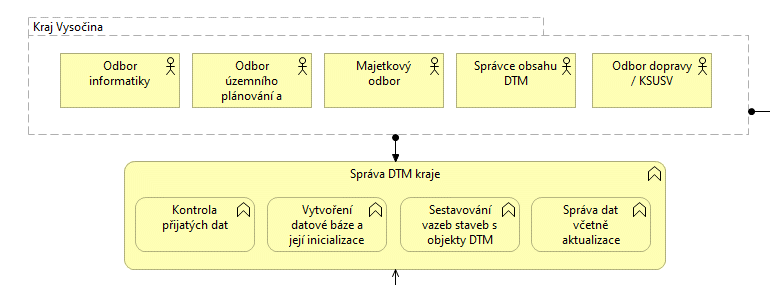 Kraj Vysočina
Odbor
informatiky
Odbor
územního
plánování a
Majetkový
odbor
Správce obsahu
DTM
Odbor dopravy
/ KSUSV
Správa DTM kraje
Kontrola
přijatých dat
Vytvoření
datové báze a
její inicializace
Sestavování
vazeb staveb s
objekty DTM
Správa dat
včetně
aktualizace